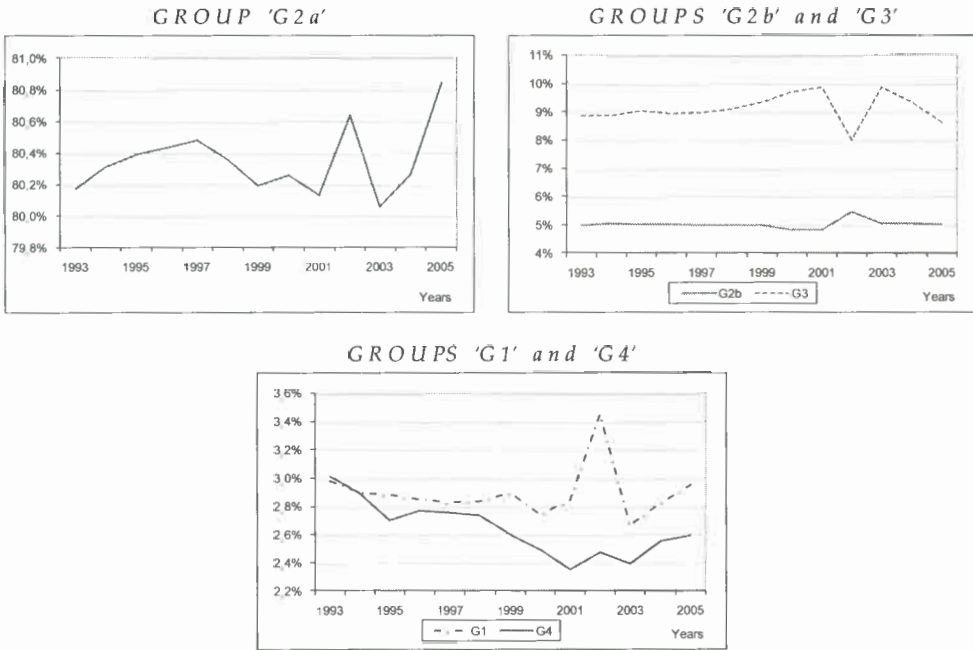 GROUP 'G2a'
81,0%
80,8%
80,6%
80,4%
80,2%
80,0%
79,8%
1993 1995 1997 1999 2001 2003 2005
Years
GROUPS 'G2b' and 'G3'
11%
10%
9%
8%
7%
6%
5%
4%
1993 1995 1997 1999 2001 2003 2005
Years
G2b G3
GROUPS 'G1' and 'G4'
3,6%
3,4%
3,2%
3,0%
2,8%
2,6%
2,4%
2,2%
1993 1995 1997 1999 2001 2003 2005
G1 G4
Years